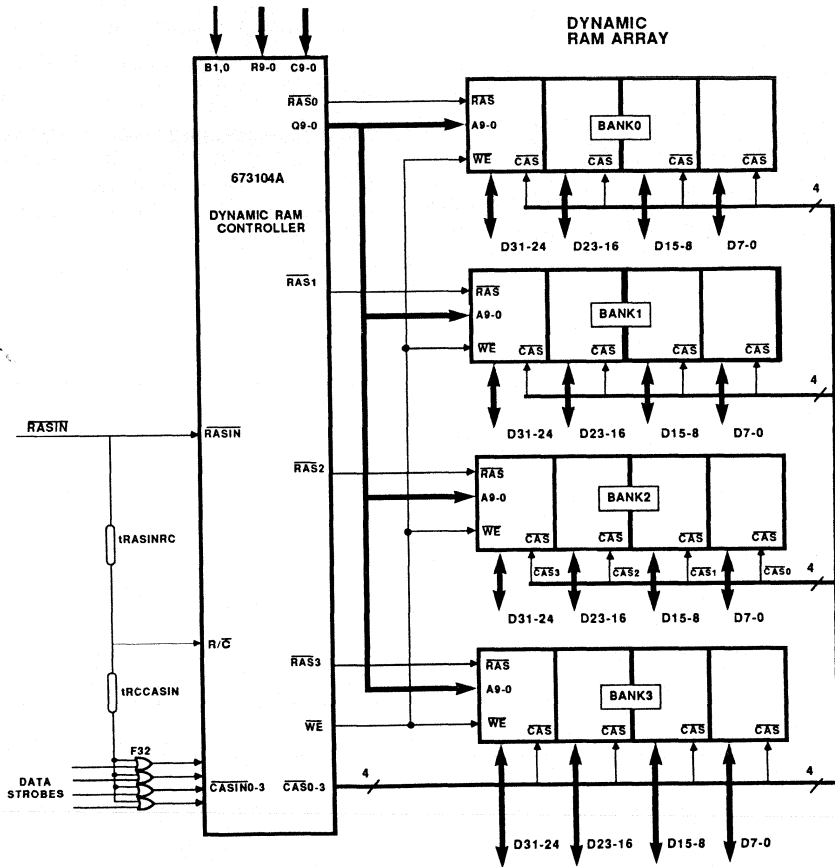 DYNAMIC
RAM ARRAY
B1,0 R9-0 C9-0
RAS0
Q9-0
673104A
DYNAMIC RAM
CONTROLLER
RAS
A9-0
WE
BANK0
CAS CAS CAS CAS
4
D31-24 D23-16 D15-8 D7-0
RAS1
RAS
A9-0
WE
BANK1
CAS CAS CAS CAS
4
D31-24 D23-16 D15-8 D7-0
RASIN
RASIN
RAS2
RAS
A9-0
WE
BANK2
CAS CAS CAS CAS
CAS3 CAS2 CAS1 CAS0
4
D31-24 D23-16 D15-8 D7-0
tRASINRC
R/C
tRCCASIN
RAS3
RAS
A9-0
WE
BANK3
CAS CAS CAS CAS
WE
F32
DATA
STROBES
CASIN0-3
CAS0-3
4
4
D31-24 D23-16 D15-8 D7-0